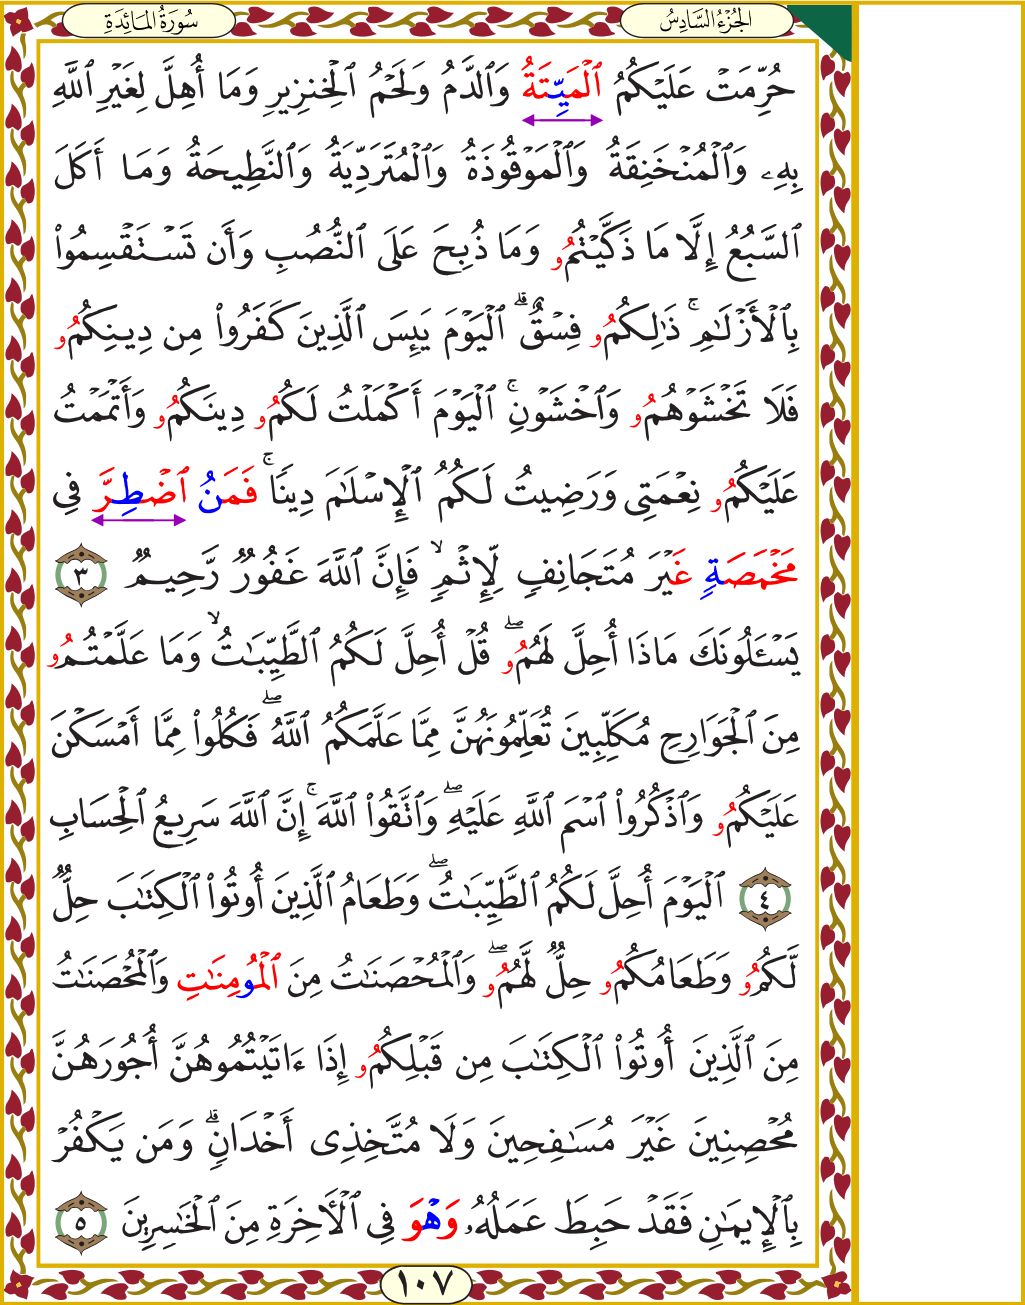 الجُزْءُ السَّادِسُ
سُورَةُ المَائِدَةِ
حُرِّمَتْ عَلَيْكُمُ ٱلْمَيِّتَةُ وَٱلدَّمُ وَلَحْمُ ٱلْخِنزِيرِ وَمَا أُهِلَّ لِغَيْرِ ٱللَّهِ
بِهِۦ وَٱلْمُنْخَنِقَةُ وَٱلْمَوْقُوذَةُ وَٱلْمُتَرَدِّيَةُ وَٱلنَّطِيحَةُ وَمَا أَكَلَ
ٱلسَّبُعُ إِلَّا مَا ذَكَّيْتُمُۥ وَمَا ذُبِحَ عَلَى ٱلنُّصُبِ وَأَن تَسْتَقْسِمُواْ
بِٱلْأَزْلَٰمِۚ ذَٰلِكُمُۥ فِسْقٌۗ ٱلْيَوْمَ يَئِسَ ٱلَّذِينَ كَفَرُواْ مِن دِينِكُمُۥ
فَلَا تَخْشَوْهُمُۥ وَٱخْشَوْنِۚ ٱلْيَوْمَ أَكْمَلْتُ لَكُمُۥ دِينَكُمُۥ وَأَتْمَمْتُ
عَلَيْكُمُۥ نِعْمَتِى وَرَضِيتُ لَكُمُ ٱلْإِسْلَٰمَ دِينًاۚ فَمَنُ ٱضْطِرَّ فِى
مَخْمَصَةٍ غَيْرَ مُتَجَانِفٍ لِّإِثْمٍۙ فَإِنَّ ٱللَّهَ غَفُورٌ رَّحِيمٌ ٣
يَسْـَٔلُونَكَ مَاذَا أُحِلَّ لَهُمُۥۖ قُلْ أُحِلَّ لَكُمُ ٱلطَّيِّبَٰتُۙ وَمَا عَلَّمْتُمُۥ
مِنَ ٱلْجَوَارِحِ مُكَلِّبِينَ تُعَلِّمُونَهُنَّ مِمَّا عَلَّمَكُمُ ٱللَّهُۖ فَكُلُواْ مِمَّا أَمْسَكْنَ
عَلَيْكُمُۥ وَٱذْكُرُواْ ٱسْمَ ٱللَّهِ عَلَيْهِۖ وَٱتَّقُواْ ٱللَّهَۚ إِنَّ ٱللَّهَ سَرِيعُ ٱلْحِسَابِ
٤ ٱلْيَوْمَ أُحِلَّ لَكُمُ ٱلطَّيِّبَٰتُۖ وَطَعَامُ ٱلَّذِينَ أُوتُواْ ٱلْكِتَٰبَ حِلٌّ
لَّكُمُۥ وَطَعَامُكُمُۥ حِلٌّ لَّهُمُۥۖ وَٱلْمُحْصَنَٰتُ مِنَ ٱلْمُومِنَٰتِ وَٱلْمُحْصَنَٰتُ
مِنَ ٱلَّذِينَ أُوتُواْ ٱلْكِتَٰبَ مِن قَبْلِكُمُۥ إِذَا ءَاتَيْتُمُوهُنَّ أُجُورَهُنَّ
مُحْصِنِينَ غَيْرَ مُسَٰفِحِينَ وَلَا مُتَّخِذِى أَخْدَانٍۗ وَمَن يَكْفُرْ
بِٱلْإِيمَٰنِ فَقَدْ حَبِطَ عَمَلُهُۥ وَهْوَ فِى ٱلْأَخِرَةِ مِنَ ٱلْخَٰسِرِينَ ٥
١٠٧